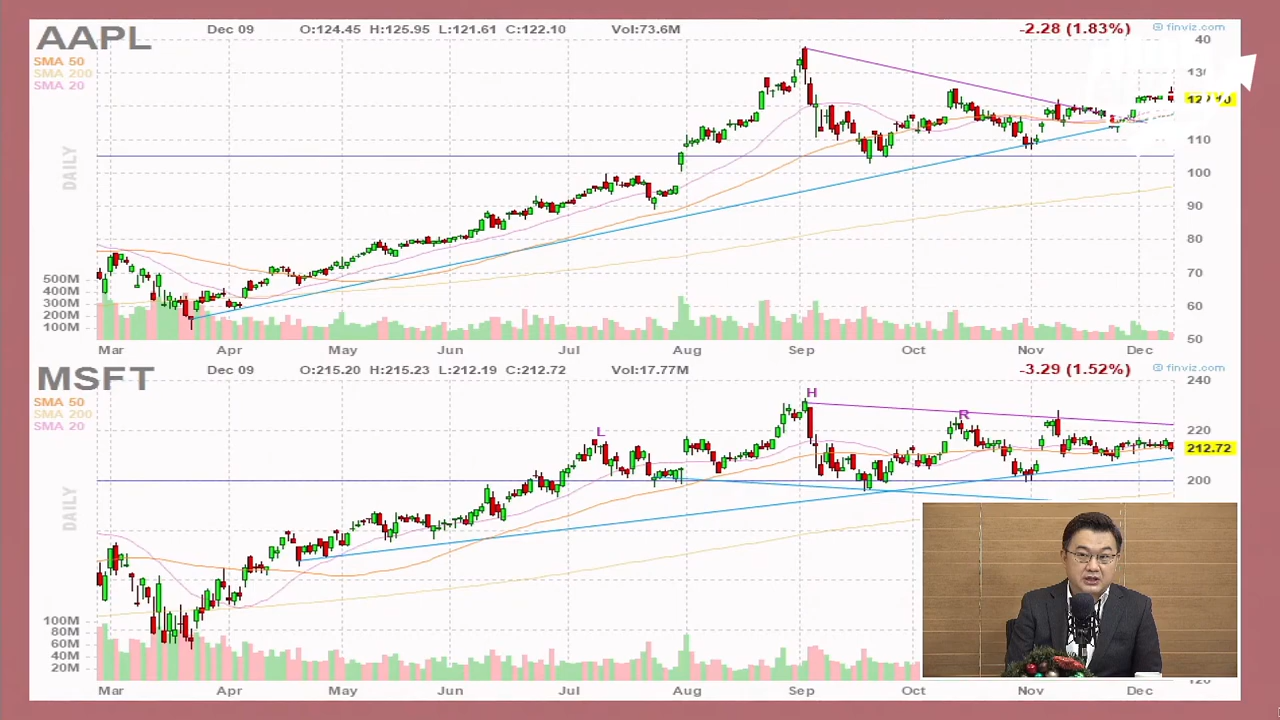 AAPL
Dec 09 O:124.45 H:125.95 L:121.61 C:122.10 Vol:73.6M -2.28 (1.83%) © finviz.com
SMA 50
SMA 200
SMA 20
DAILY
40
110
100
90
80
70
60
50
500M
400M
300M
200M
100M
Mar Apr May Jun Jul Aug Sep Oct Nov Dec
MSFT
Dec 09 O:215.20 H:215.23 L:212.19 C:212.72 Vol:17.77M -3.29 (1.52%) © finviz.com
SMA 50
SMA 200
SMA 20
DAILY
L
H
R
240
220
212.72
200
100M
80M
60M
40M
20M
Mar Apr May Jun Jul Aug Sep Oct Nov Dec